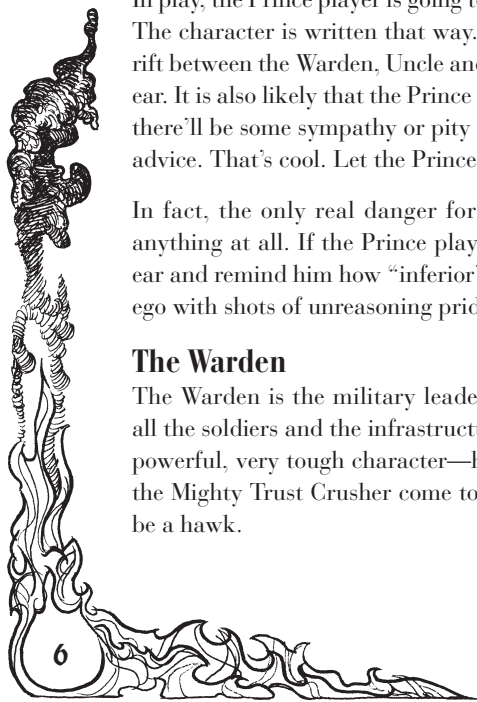 In play, the Prince player is going t
The character is written that way.
rift between the Warden, Uncle an
ear. It is also likely that the Prince
there’ll be some sympathy or pity
advice. That’s cool. Let the Prince
In fact, the only real danger for
anything at all. If the Prince play
ear and remind him how “inferior”
ego with shots of unreasoning prid
The Warden
The Warden is the military leade
all the soldiers and the infrastruct
powerful, very tough character—h
the Mighty Trust Crusher come to
be a hawk.
6